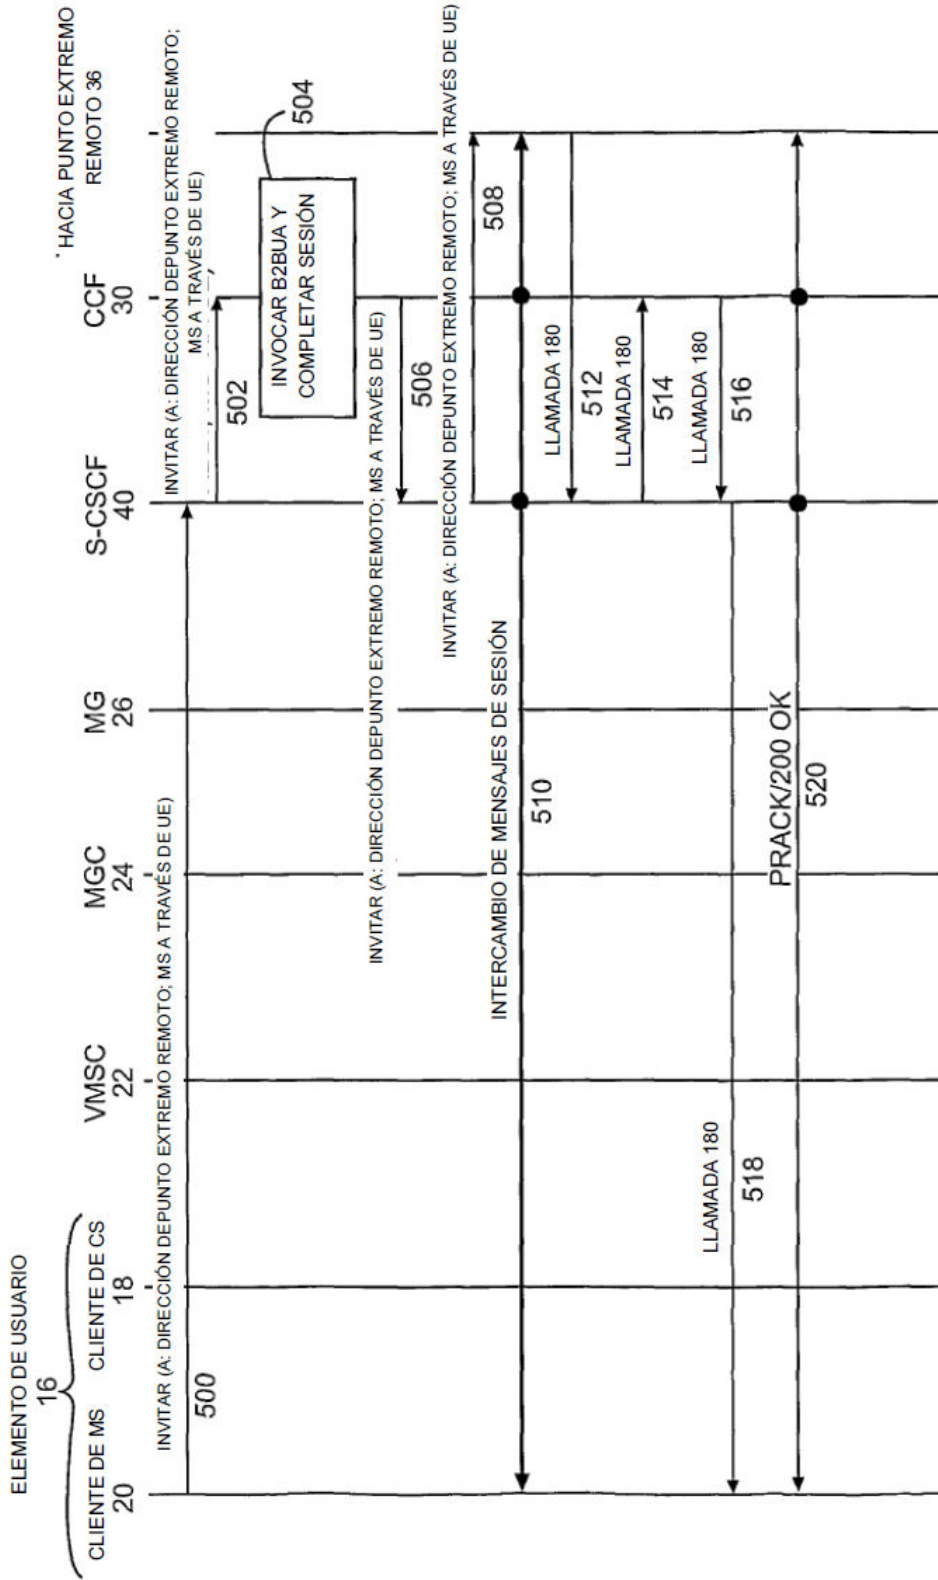 ELEMENTO DE USUARIO
16
CLIENTE DE MS
20
CLIENTE DE CS
18
VMSC
22
MGC
24
MG
26
S-CSCF
40
CCF
30
* HACIA PUNTO EXTREMO
REMOTO 36
INVITAR (A: DIRECCIÓN DEPUNTO EXTREMO REMOTO; MS A TRAVÉS DE UE)
500
INVITAR (A: DIRECCIÓN DEPUNTO EXTREMO REMOTO;
MS A TRAVÉS DE UE)
502
INVOCAR B2BUA Y
COMPLETAR SESIÓN
504
INVITAR (A: DIRECCIÓN DEPUNTO EXTREMO REMOTO; MS A TRAVÉS DE UE)
506
INVITAR (A: DIRECCIÓN DEPUNTO EXTREMO REMOTO; MS A TRAVÉS DE UE)
508
INTERCAMBIO DE MENSAJES DE SESIÓN
510
LLAMADA 180
512
LLAMADA 180
514
LLAMADA 180
516
LLAMADA 180
518
PRACK/200 OK
520